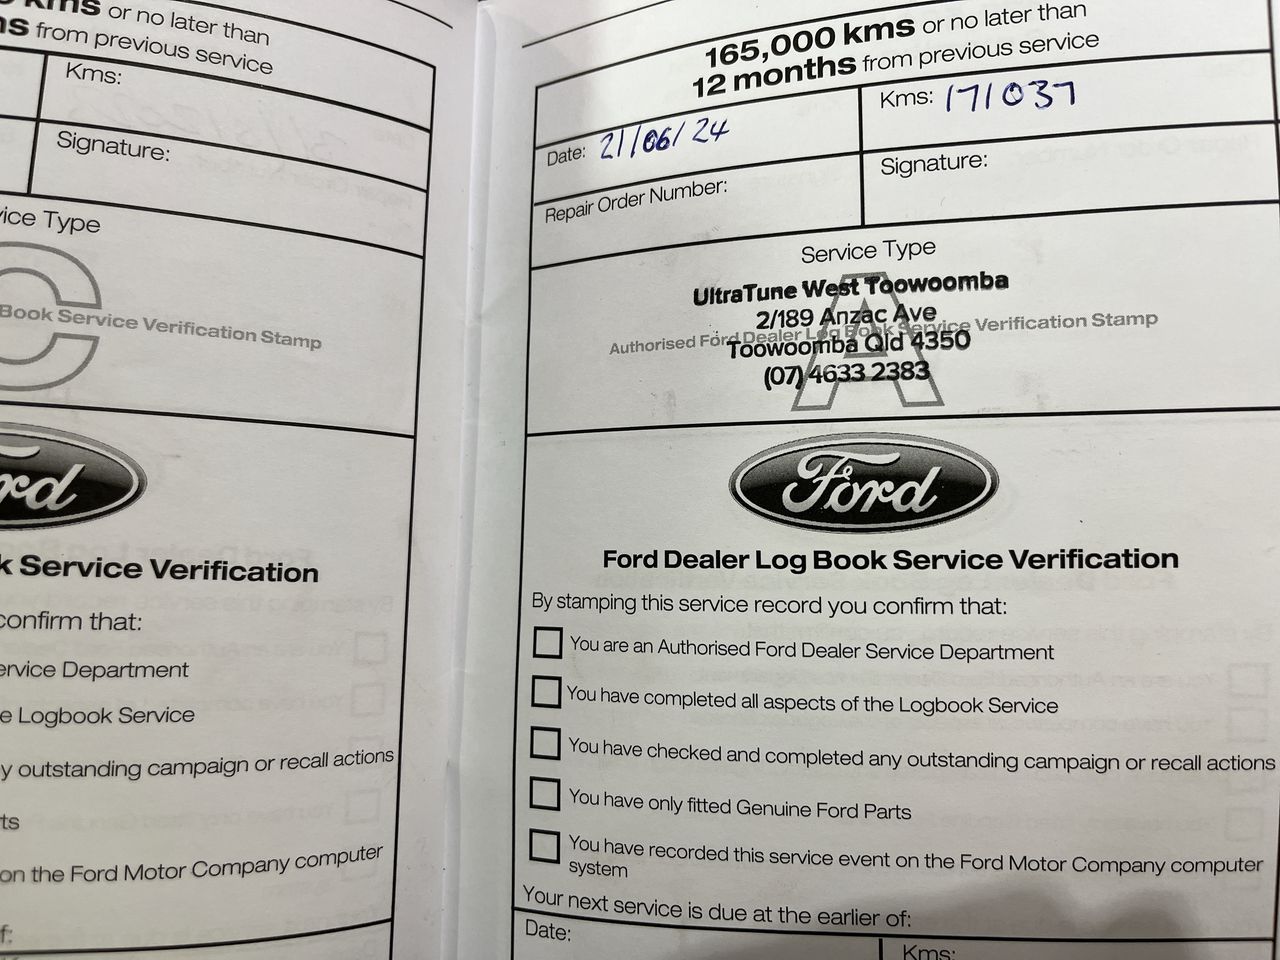 kms or no later than
from previous service
Kms:
Signature:
Service Type
C
Book Service Verification Stamp
Service Verification
confirm that:
Service Department
Logbook Service
outstanding campaign or recall actions
on the Ford Motor Company computer
165,000 kms or no later than
12 months from previous service
Date: 21/06/24
Kms: 171037
Repair Order Number:
Signature:
Service Type
A
UltraTune West Toowoomba
2/189 Anzac Ave
Authorised Ford Dealer Log Book Service Verification Stamp
Toowoomba Qld 4350
(07) 4633 2383
Ford
Ford Dealer Log Book Service Verification
By stamping this service record you confirm that:
You are an Authorised Ford Dealer Service Department
You have completed all aspects of the Logbook Service
You have checked and completed any outstanding campaign or recall actions
You have only fitted Genuine Ford Parts
You have recorded this service event on the Ford Motor Company computer
system
Your next service is due at the earlier of:
Date:
Kms: